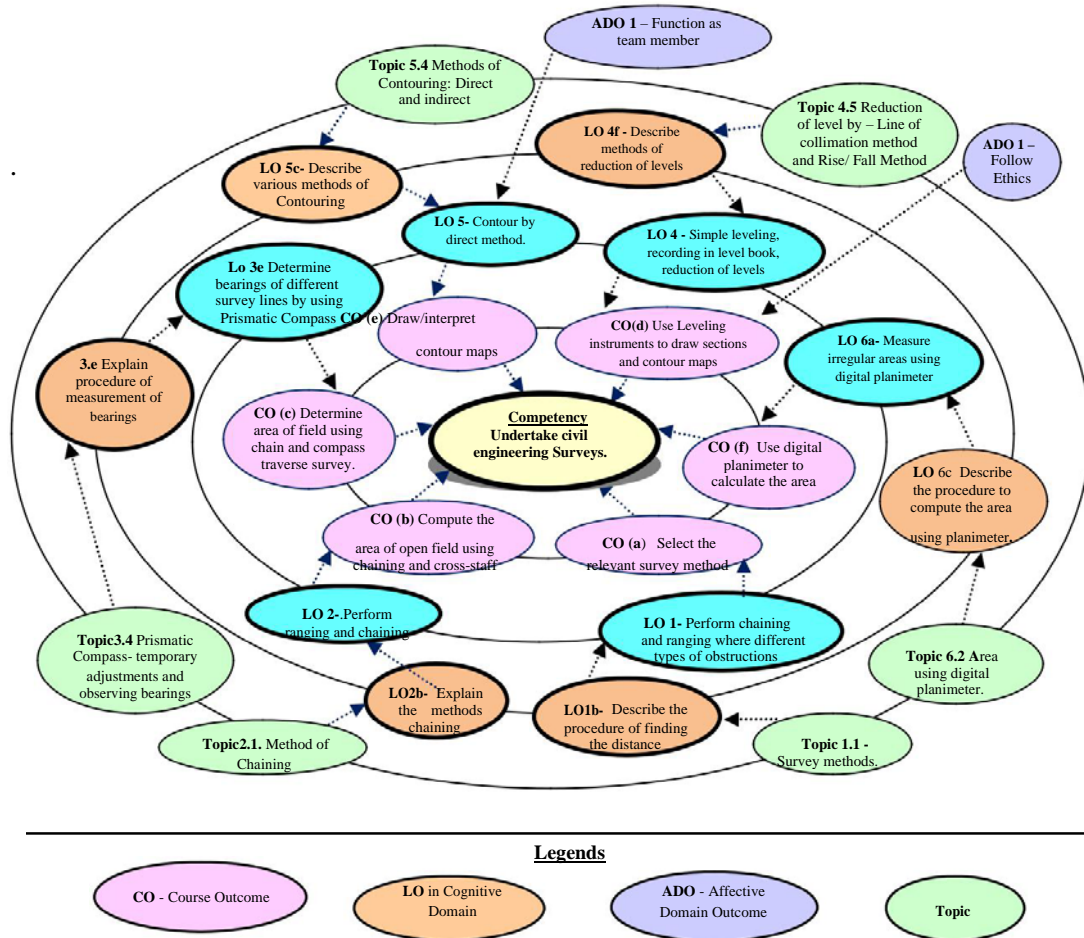 ADO 1 – Function as
team member
Topic 5.4 Methods of
Contouring: Direct
and indirect
Topic 4.5 Reduction
of level by – Line of
collimation method
and Rise/ Fall Method
LO 4f - Describe
methods of
reduction of levels
ADO 1 –
Follow
Ethics
.
LO 5c- Describe
various methods of
Contouring
LO 5- Contour by
direct method.
LO 4 - Simple leveling,
recording in level book,
reduction of levels
Lo 3e Determine
bearings of different
survey lines by using
Prismatic Compass
CO (e) Draw/interpret
contour maps
CO(d) Use Leveling
instruments to draw sections
and contour maps
LO 6a- Measure
irregular areas using
digital planimeter
3.e Explain
procedure of
measurement of
bearings
CO (c) Determine
area of field using
chain and compass
traverse survey.
Competency
Undertake civil
engineering Surveys.
CO (f) Use digital
planimeter to
calculate the area
LO 6c Describe
the procedure to
compute the area
using planimeter.
CO (b) Compute the
area of open field using
chaining and cross-staff
CO (a) Select the
relevant survey method
LO 2-.Perform
ranging and chaining
LO 1- Perform chaining
and ranging where different
types of obstructions
Topic3.4 Prismatic
Compass- temporary
adjustments and
observing bearings
Topic 6.2 Area
using digital
planimeter.
LO2b- Explain
the methods
chaining
LO1b- Describe the
procedure of finding
the distance
Topic2.1. Method of
Chaining
Topic 1.1 -
Survey methods.
Legends
CO - Course Outcome
LO in Cognitive
Domain
ADO - Affective
Domain Outcome
Topic